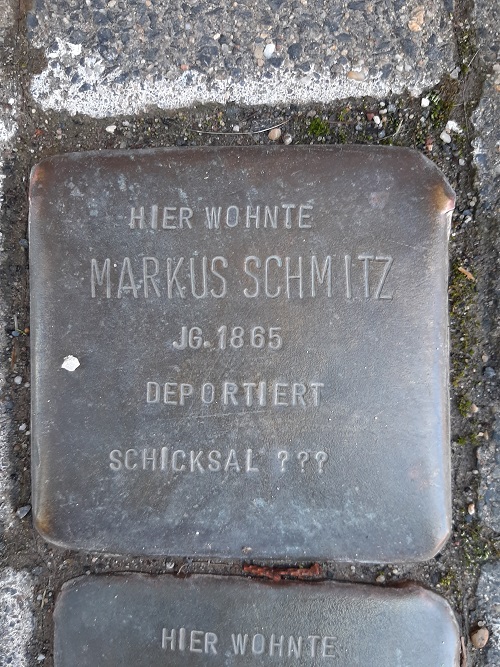 HIER WOHNTE
MARKUS SCHMITZ
JG. 1865
DEPORTIERT
SCHICKSAL ???
HIER WOHNTE